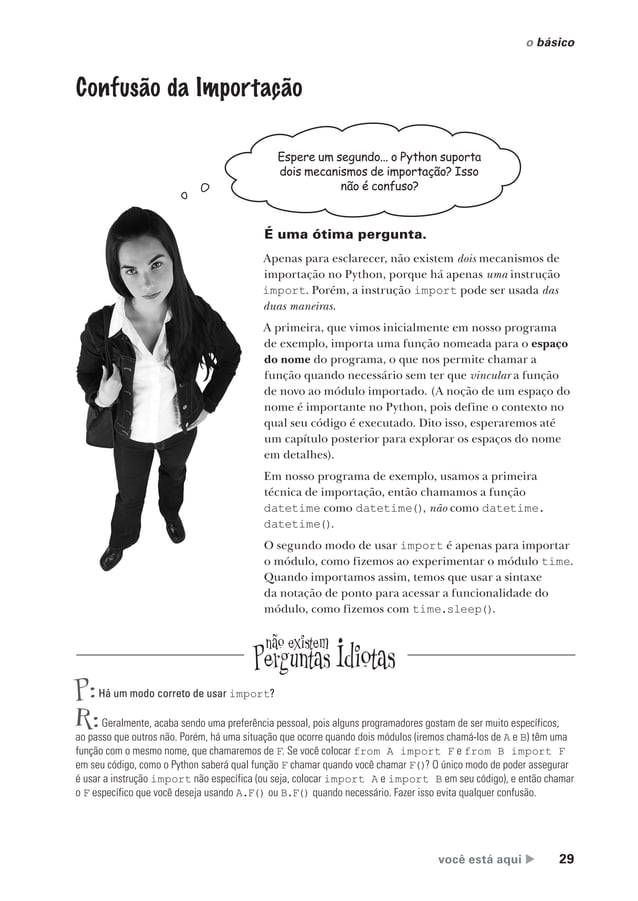 o básico
Confusão da Importação
Espere um segundo... o Python suporta
dois mecanismos de importação? Isso
não é confuso?
É uma ótima pergunta.
Apenas para esclarecer, não existem dois mecanismos de
importação no Python, porque há apenas uma instrução
import. Porém, a instrução import pode ser usada das
duas maneiras.
A primeira, que vimos inicialmente em nosso programa
de exemplo, importa uma função nomeada para o espaço
do nome do programa, o que nos permite chamar a
função quando necessário sem ter que vincular a função
de novo ao módulo importado. (A noção de um espaço do
nome é importante no Python, pois define o contexto no
qual seu código é executado. Dito isso, esperaremos até
um capítulo posterior para explorar os espaços do nome
em detalhes).
Em nosso programa de exemplo, usamos a primeira
técnica de importação, então chamamos a função
datetime como datetime(), não como datetime.
datetime().
O segundo modo de usar import é apenas para importar
o módulo, como fizemos ao experimentar o módulo time.
Quando importamos assim, temos que usar a sintaxe
da notação de ponto para acessar a funcionalidade do
módulo, como fizemos com time.sleep().
não existem
Perguntas Idiotas
P: Há um modo correto de usar import?
R: Geralmente, acaba sendo uma preferência pessoal, pois alguns programadores gostam de ser muito específicos,
ao passo que outros não. Porém, há uma situação que ocorre quando dois módulos (iremos chamá-los de A e B) têm uma
função com o mesmo nome, que chamaremos de F. Se você colocar from A import F e from B import F
em seu código, como o Python saberá qual função F chamar quando você chamar F()? O único modo de poder assegurar
é usar a instrução import não específica (ou seja, colocar import A e import B em seu código), e então chamar
o F específico que você deseja usando A.F() ou B.F() quando necessário. Fazer isso evita qualquer confusão.
você está aqui ▶ 29